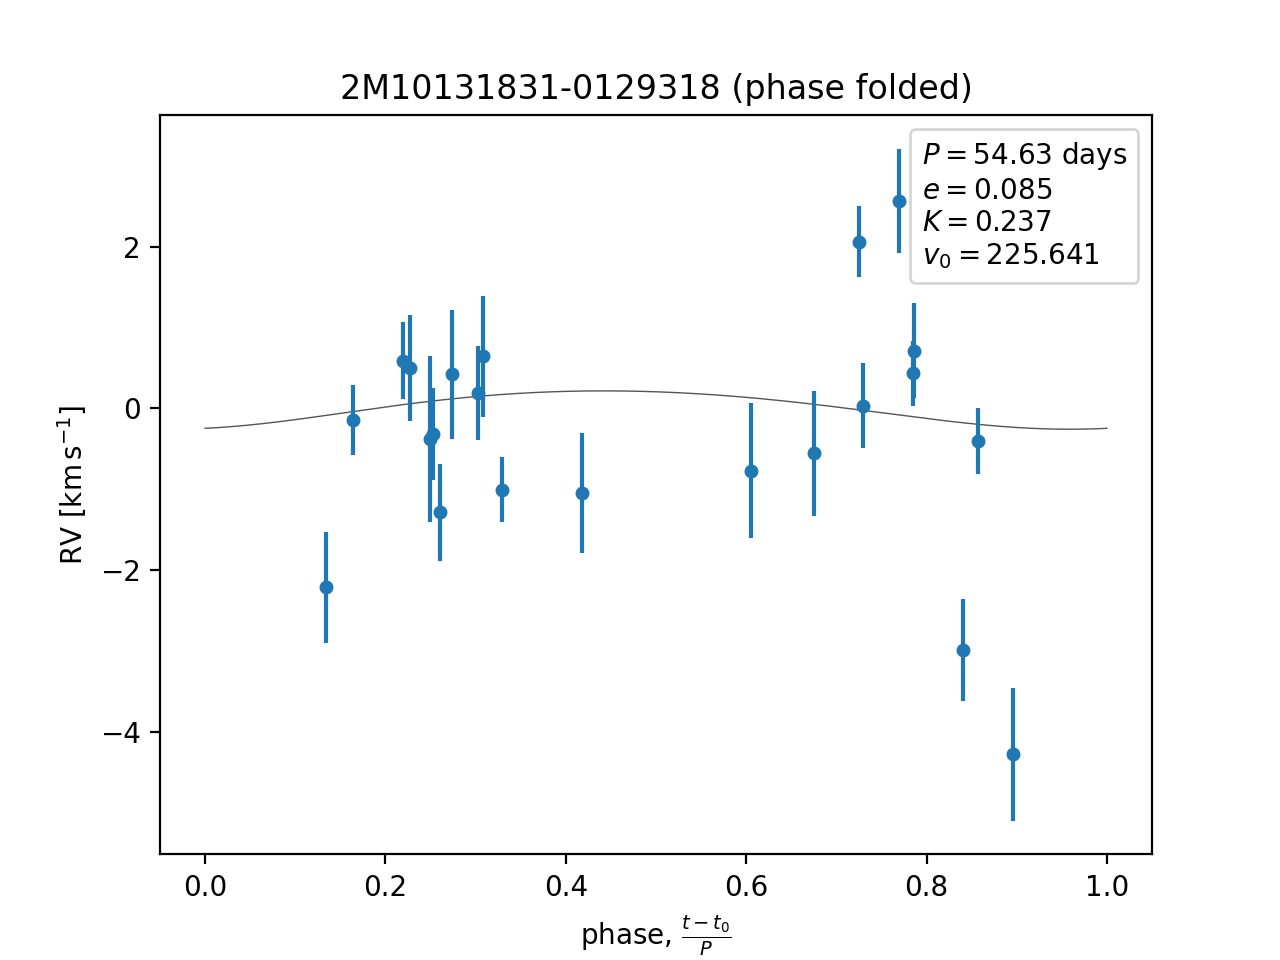 2M10131831-0129318 (phase folded)
P = 54.63 days
e = 0.085
K = 0.237
v₀ = 225.641
RV [km s⁻¹]
2
0
−2
−4
0.0 0.2 0.4 0.6 0.8 1.0
phase, (t − t₀)/P